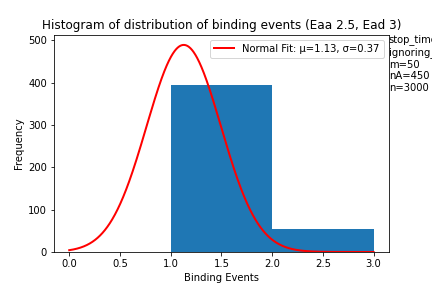 Histogram of distribution of binding events (Eaa 2.5, Ead 3)
Normal Fit: μ=1.13, σ=0.37
m=50
nA=450
n=3000
500
400
300
200
100
0
Frequency
0.0 0.5 1.0 1.5 2.0 2.5 3.0
Binding Events